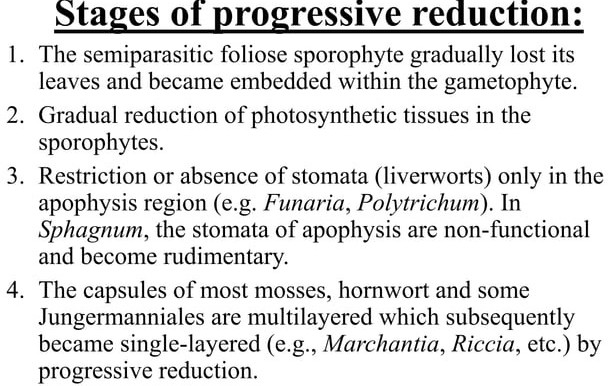 Stages of progressive reduction:
1. The semiparasitic foliose sporophyte gradually lost its
leaves and became embedded within the gametophyte.
2. Gradual reduction of photosynthetic tissues in the
sporophytes.
3. Restriction or absence of stomata (liverworts) only in the
apophysis region (e.g. Funaria, Polytrichum). In
Sphagnum, the stomata of apophysis are non-functional
and become rudimentary.
4. The capsules of most mosses, hornwort and some
Jungermanniales are multilayered which subsequently
became single-layered (e.g., Marchantia, Riccia, etc.) by
progressive reduction.